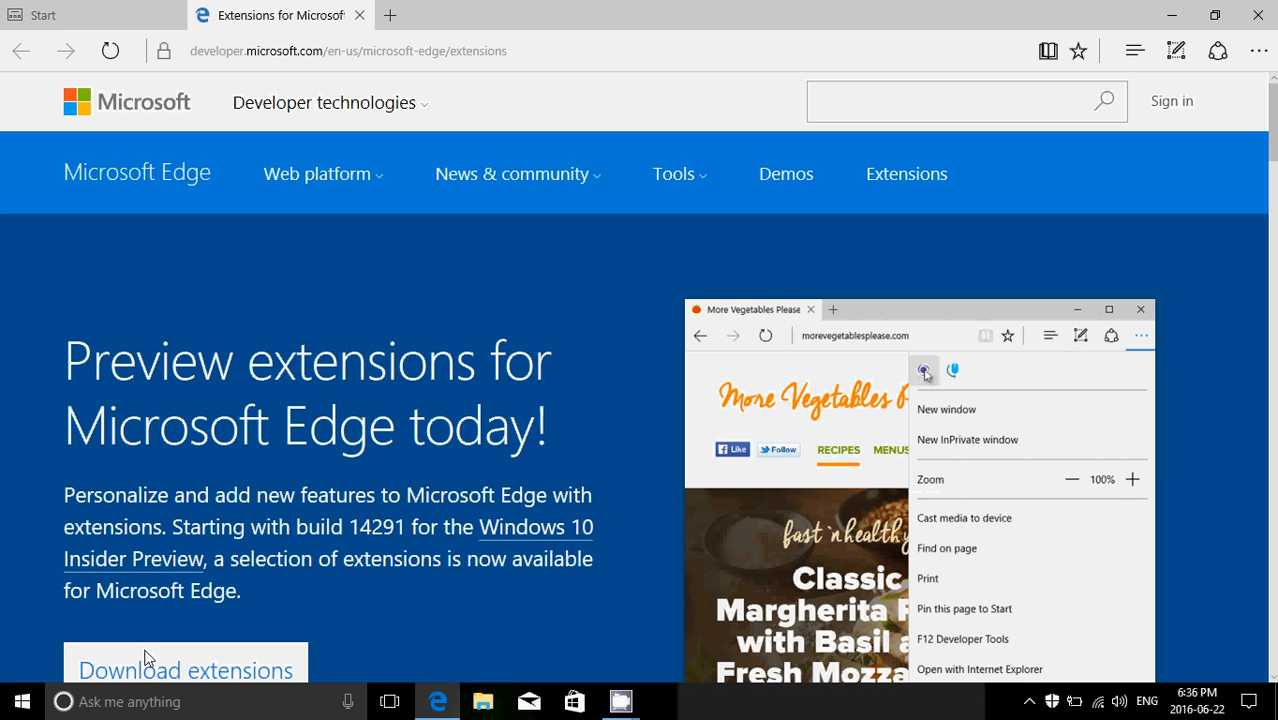 Start
Extensions for Microsoft
developer.microsoft.com/en-us/microsoft-edge/extensions
Microsoft
Developer technologies
Sign in
Microsoft Edge
Web platform
News & community
Tools
Demos
Extensions
Preview extensions for
Microsoft Edge today!
Personalize and add new features to Microsoft Edge with
extensions. Starting with build 14291 for the Windows 10
Insider Preview, a selection of extensions is now available
for Microsoft Edge.
Download extensions
More Vegetables Please
morevegetablesplease.com
More Vegetables P
Like
Follow
RECIPES
MENUS
fast 'n healthy
Classic
Margherita P
with Basil a
Fresh Mozza
New window
New InPrivate window
Zoom
100%
Cast media to device
Find on page
Print
Pin this page to Start
F12 Developer Tools
Open with Internet Explorer
Ask me anything
ENG
6:36 PM
2016-06-22